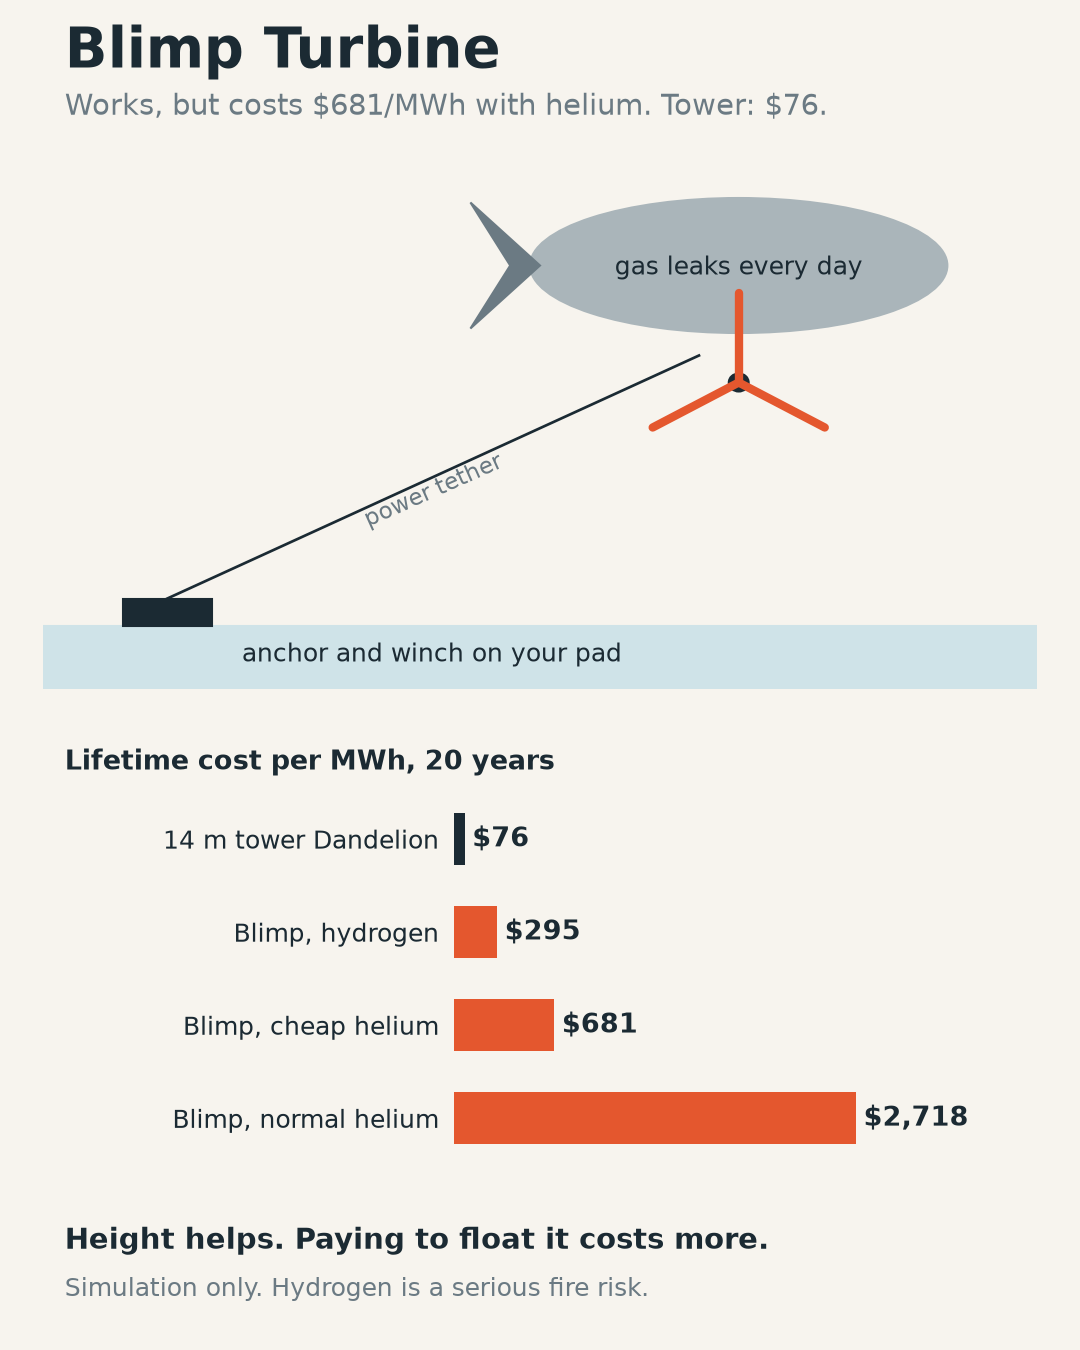 Blimp Turbine
Works, but costs $681/MWh with helium. Tower: $76.
gas leaks every day
power tether
anchor and winch on your pad
Lifetime cost per MWh, 20 years
14 m tower Dandelion $76
Blimp, hydrogen $295
Blimp, cheap helium $681
Blimp, normal helium $2,718
Height helps. Paying to float it costs more.
Simulation only. Hydrogen is a serious fire risk.